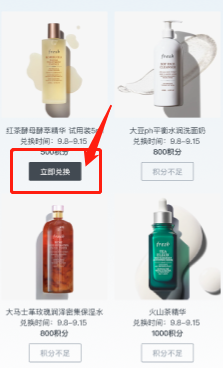 fresh
fresh
红茶酵母酵萃精华 试用装5
兑换时间：9.8-9.15
500积分
立即兑换
大豆ph平衡水润洗面奶
兑换时间：9.8-9.15
800积分
积分不足
fresh
fresh
大马士革玫瑰润泽密集保湿水
兑换时间：9.8-9.15
800积分
积分不足
火山茶精华
兑换时间：9.8-9.15
1000积分
积分不足